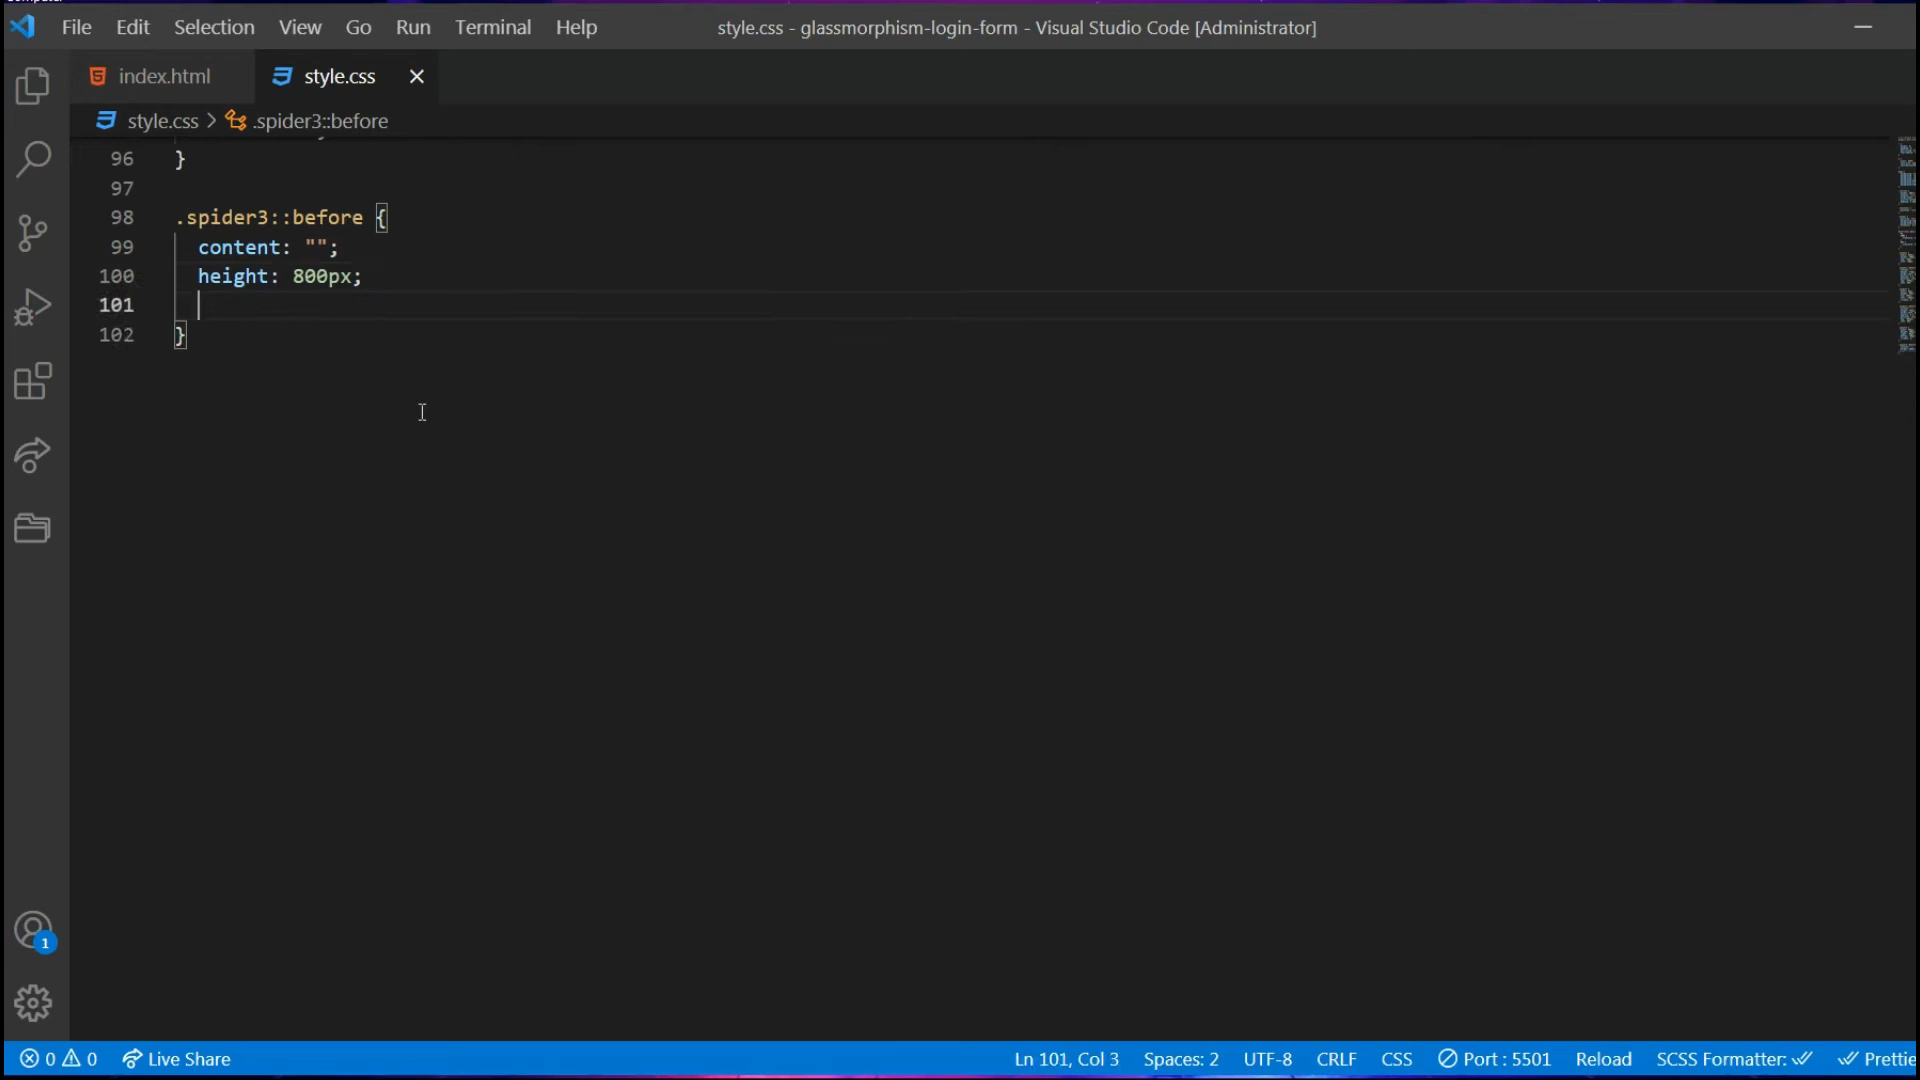 File Edit Selection View Go Run Terminal Help style.css - glassmorphism-login-form - Visual Studio Code [Administrator]
index.html style.css
style.css > .spider3::before
96 }
97
98 .spider3::before {
99 content: "";
100 height: 800px;
101
102 }
1
0 0 Live Share Ln 101, Col 3 Spaces: 2 UTF-8 CRLF CSS Port : 5501 Reload SCSS Formatter: Prettie